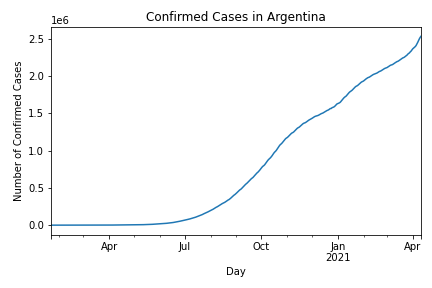 Confirmed Cases in Argentina
1e6
2.5
2.0
1.5
1.0
0.5
0.0
Number of Confirmed Cases
Apr Jul Oct Jan Apr
2021
Day